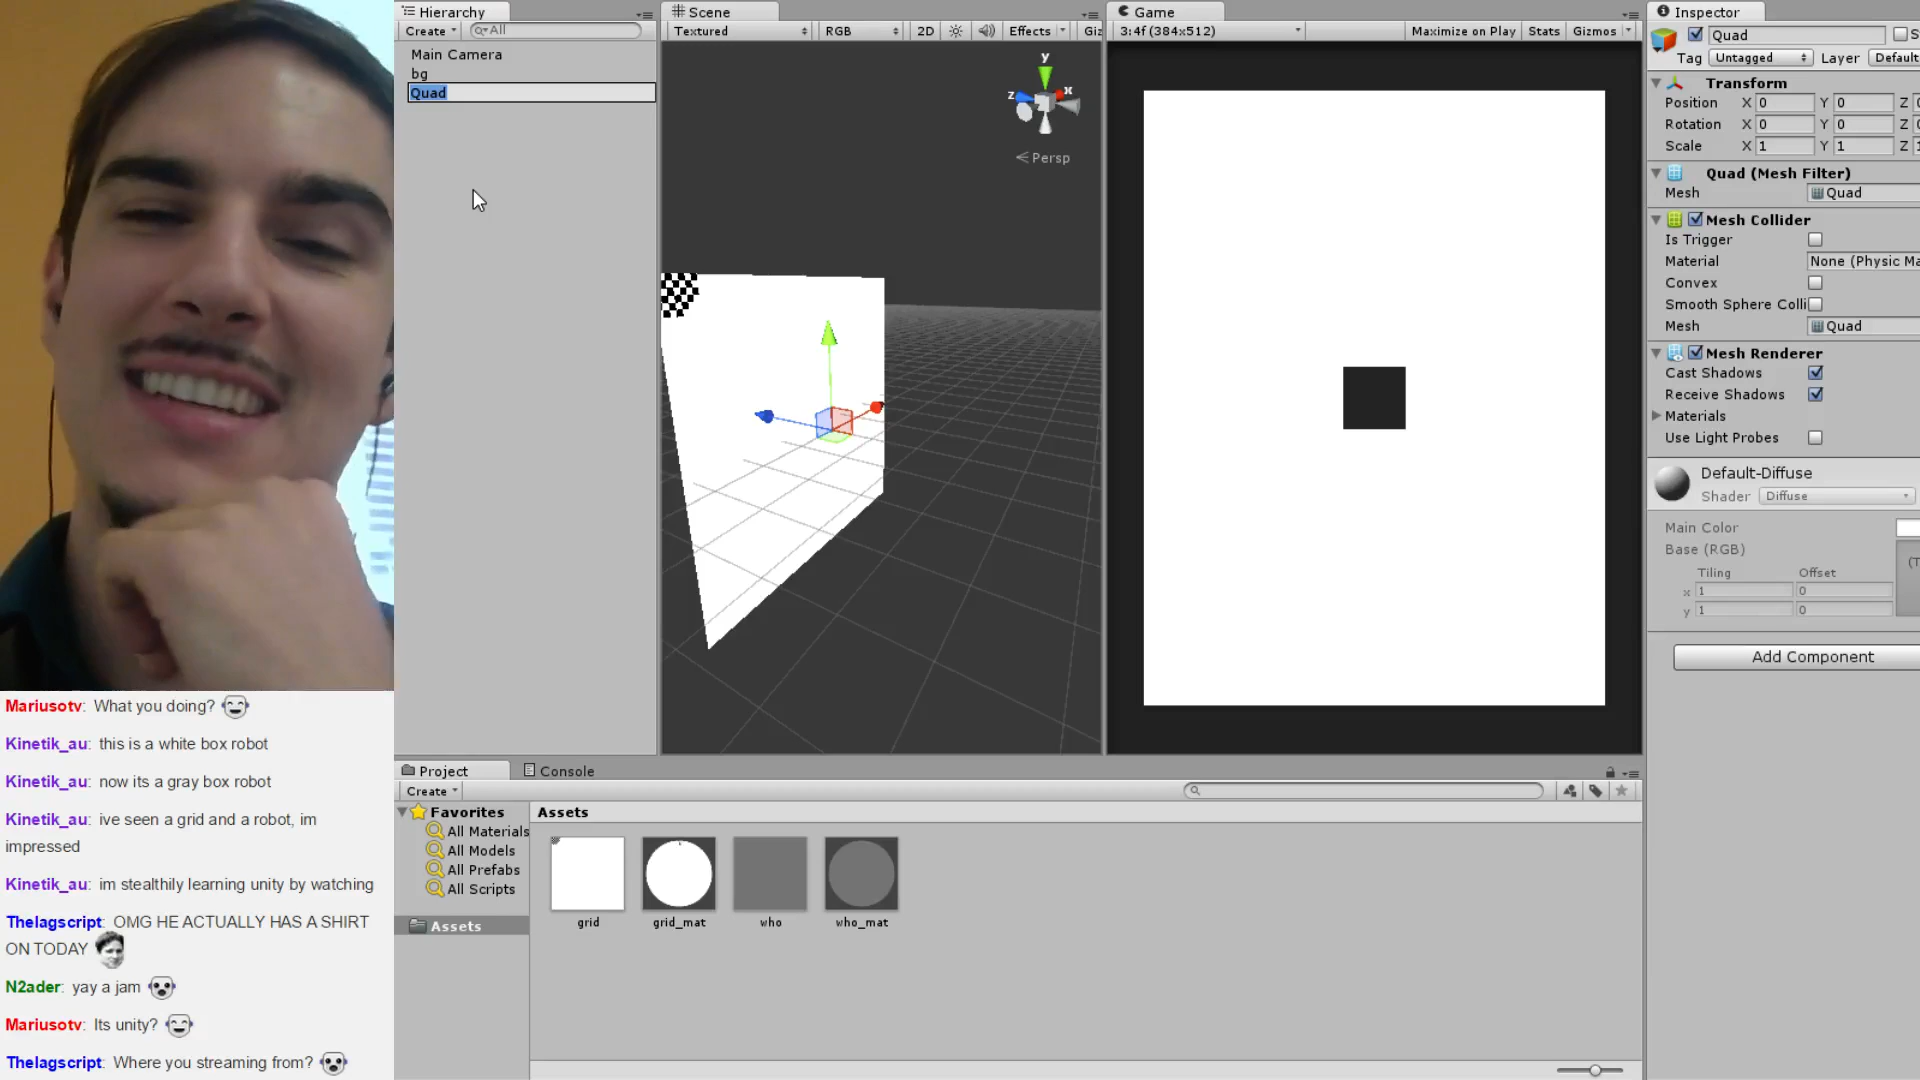 Hierarchy
Create
All
Main Camera
bg
Quad
Scene
Textured
RGB
2D
Effects
Giz
y
z
x
Persp
Game
3:4f (384x512)
Maximize on Play
Stats
Gizmos
Inspector
Quad
S
Tag Untagged Layer Default
Transform
Position X 0 Y 0 Z
Rotation X 0 Y 0 Z
Scale X 1 Y 1 Z
Quad (Mesh Filter)
Mesh Quad
Mesh Collider
Is Trigger
Material None (Physic Ma
Convex
Smooth Sphere Colli
Mesh Quad
Mesh Renderer
Cast Shadows
Receive Shadows
Materials
Use Light Probes
Default-Diffuse
Shader Diffuse
Main Color
Base (RGB)
Tiling Offset
x 1 0
y 1 0
Add Component
Mariusotv: What you doing?
Kinetik_au: this is a white box robot
Kinetik_au: now its a gray box robot
Kinetik_au: ive seen a grid and a robot, im
impressed
Kinetik_au: im stealthily learning unity by watching
Thelagscript: OMG HE ACTUALLY HAS A SHIRT
ON TODAY
N2ader: yay a jam
Mariusotv: Its unity?
Thelagscript: Where you streaming from?
Project
Console
Create
Favorites
All Materials
All Models
All Prefabs
All Scripts
Assets
Assets
grid
grid_mat
who
who_mat